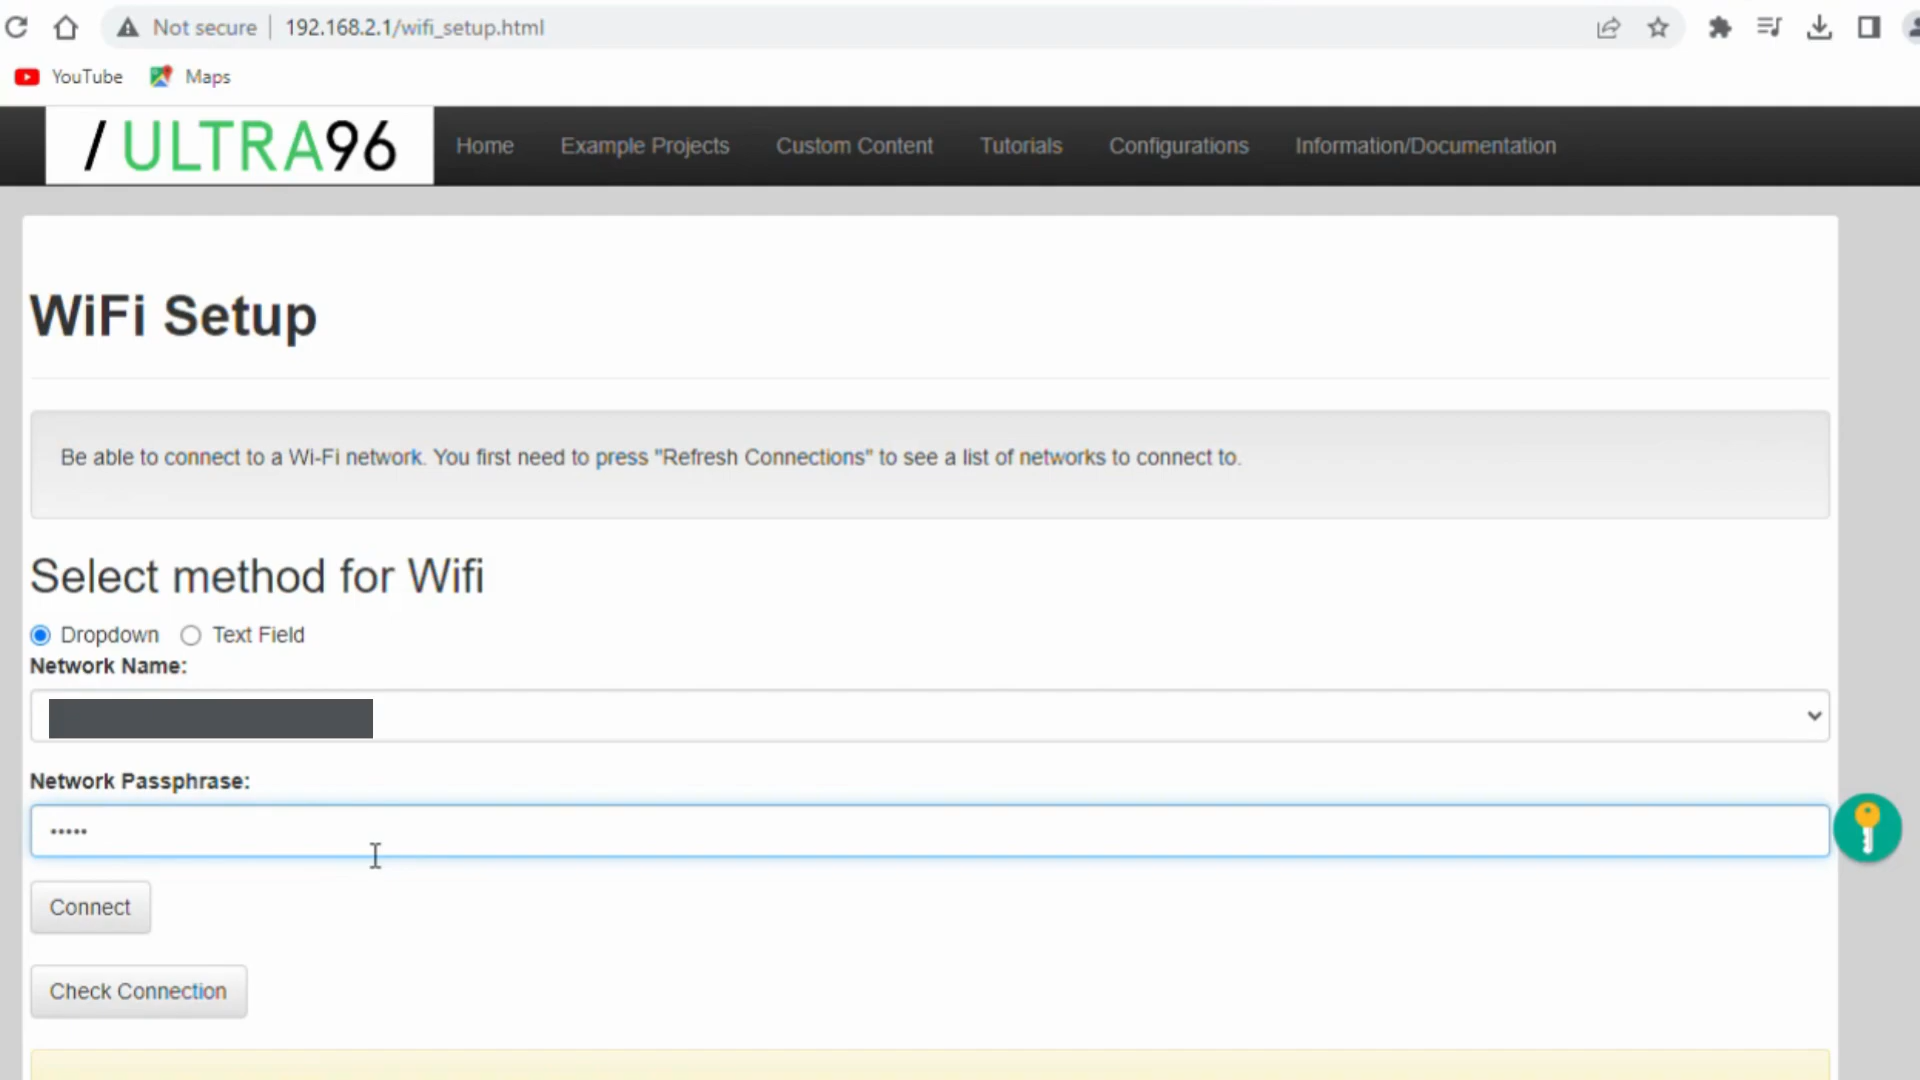 Not secure | 192.168.2.1/wifi_setup.html
YouTube Maps
/ ULTRA96 Home Example Projects Custom Content Tutorials Configurations Information/Documentation
WiFi Setup
Be able to connect to a Wi-Fi network. You first need to press "Refresh Connections" to see a list of networks to connect to.
Select method for Wifi
Dropdown Text Field
Network Name:
Network Passphrase:
•••••
Connect
Check Connection